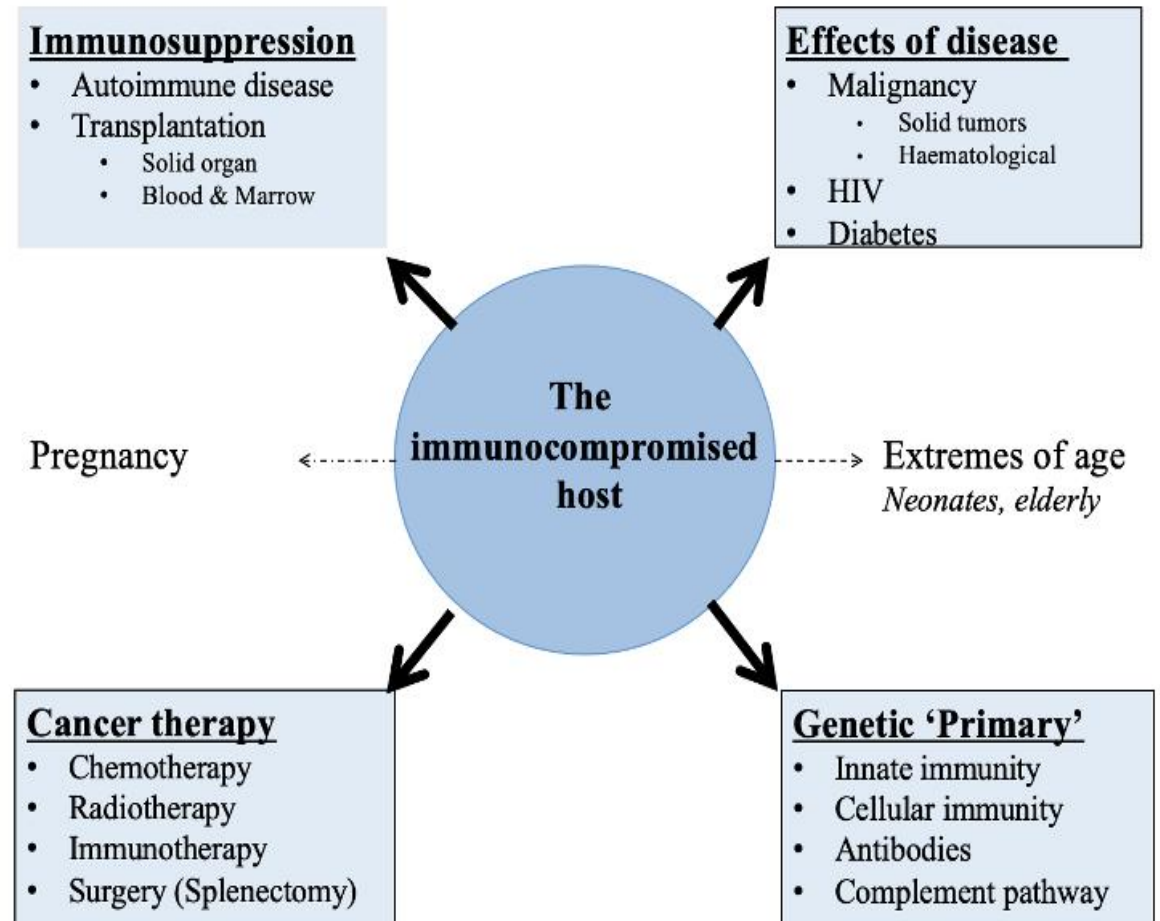 Immunosuppression
• Autoimmune disease
• Transplantation
• Solid organ
• Blood & Marrow
Effects of disease
• Malignancy
• Solid tumors
• Haematological
• HIV
• Diabetes
The
immunocompromised
host
Pregnancy
Extremes of age
Neonates, elderly
Cancer therapy
• Chemotherapy
• Radiotherapy
• Immunotherapy
• Surgery (Splenectomy)
Genetic ‘Primary’
• Innate immunity
• Cellular immunity
• Antibodies
• Complement pathway